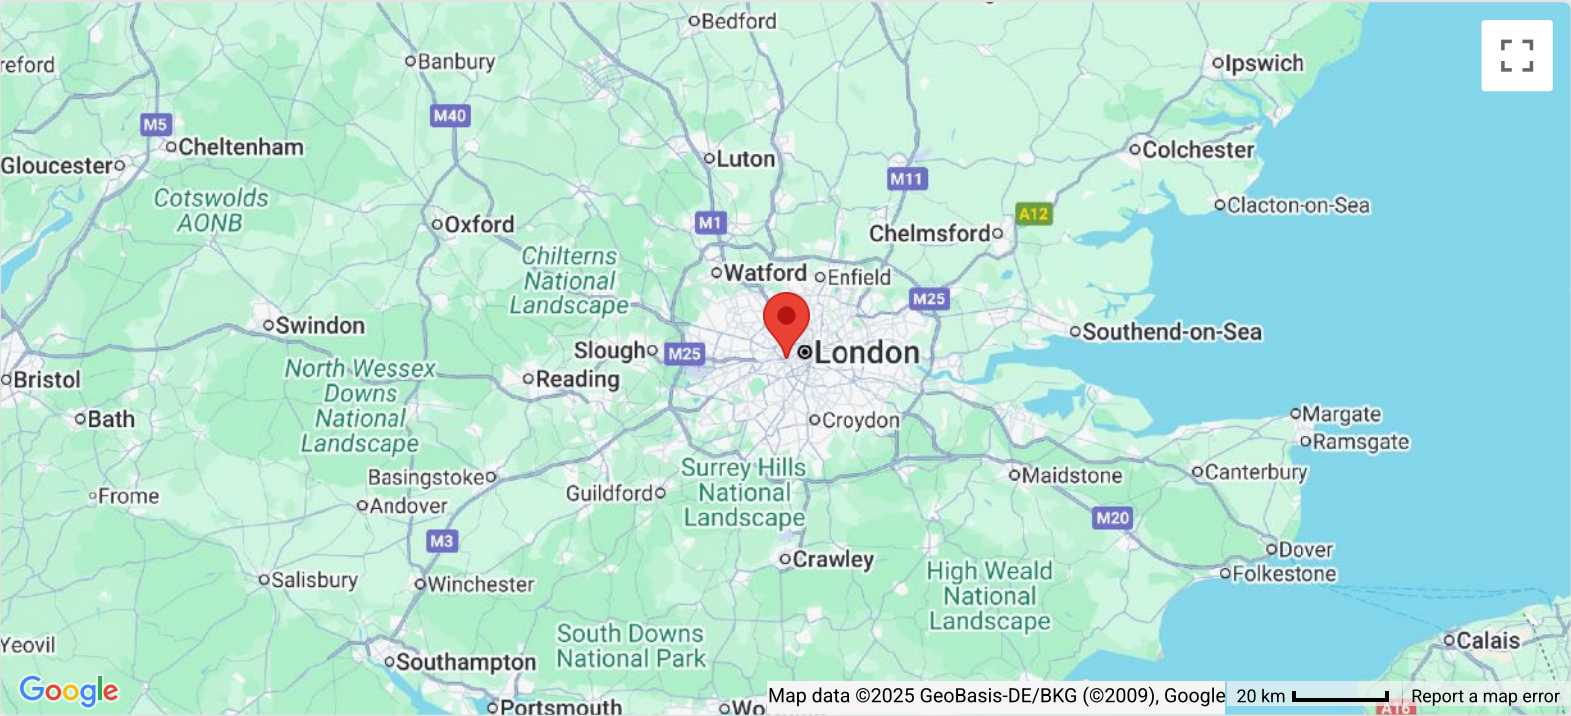 Bedford
reford
Banbury
Ipswich
M5
M40
Cheltenham
Gloucester
Luton
Colchester
M11
Cotswolds
AONB
Clacton-on-Sea
A12
Oxford
M1
Chelmsford
Chilterns
National
Landscape
Watford
Enfield
M25
Swindon
Southend-on-Sea
Slough
M25
London
North Wessex
Downs
National
Landscape
Bristol
Reading
Bath
Croydon
Margate
Ramsgate
Surrey Hills
National
Landscape
Basingstoke
Maidstone
Canterbury
Frome
Andover
Guildford
M20
M3
Dover
Crawley
Folkestone
High Weald
National
Landscape
Salisbury
Winchester
South Downs
National Park
Yeovil
Calais
Southampton
Google
Portsmouth
Wo
Map data ©2025 GeoBasis-DE/BKG (©2009), Google
20 km
Report a map error
A16